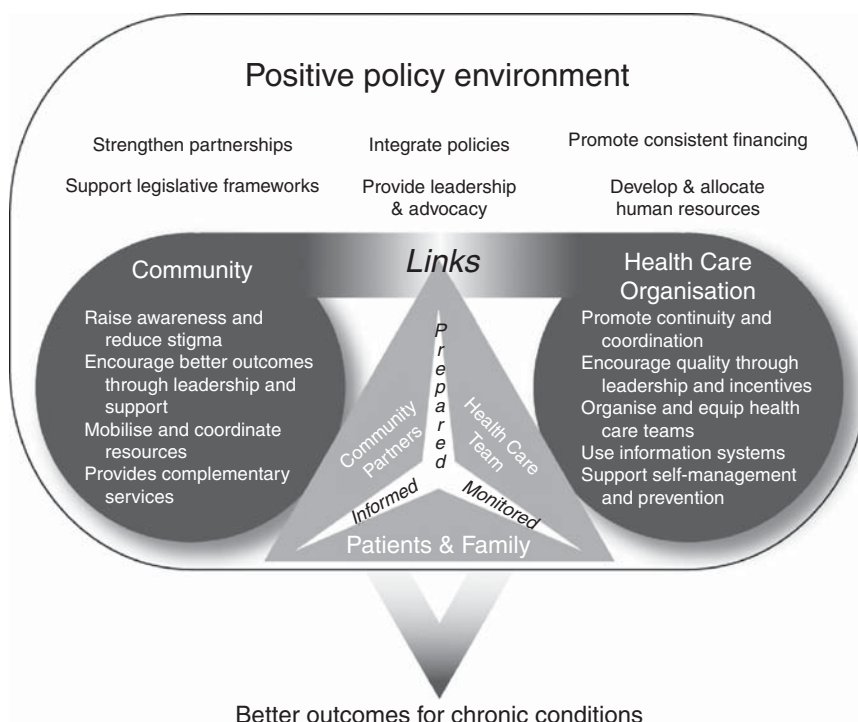 Positive policy environment
Strengthen partnerships
Integrate policies
Promote consistent financing
Support legislative frameworks
Provide leadership
& advocacy
Develop & allocate
human resources
Links
Community
Raise awareness and
reduce stigma
Encourage better outcomes
through leadership and
support
Mobilise and coordinate
resources
Provides complementary
services
Health Care
Organisation
Promote continuity and
coordination
Encourage quality through
leadership and incentives
Organise and equip health
care teams
Use information systems
Support self-management
and prevention
Prepared
Community
Partners
Health Care
Team
Informed
Monitored
Patients & Family
Better outcomes for chronic conditions